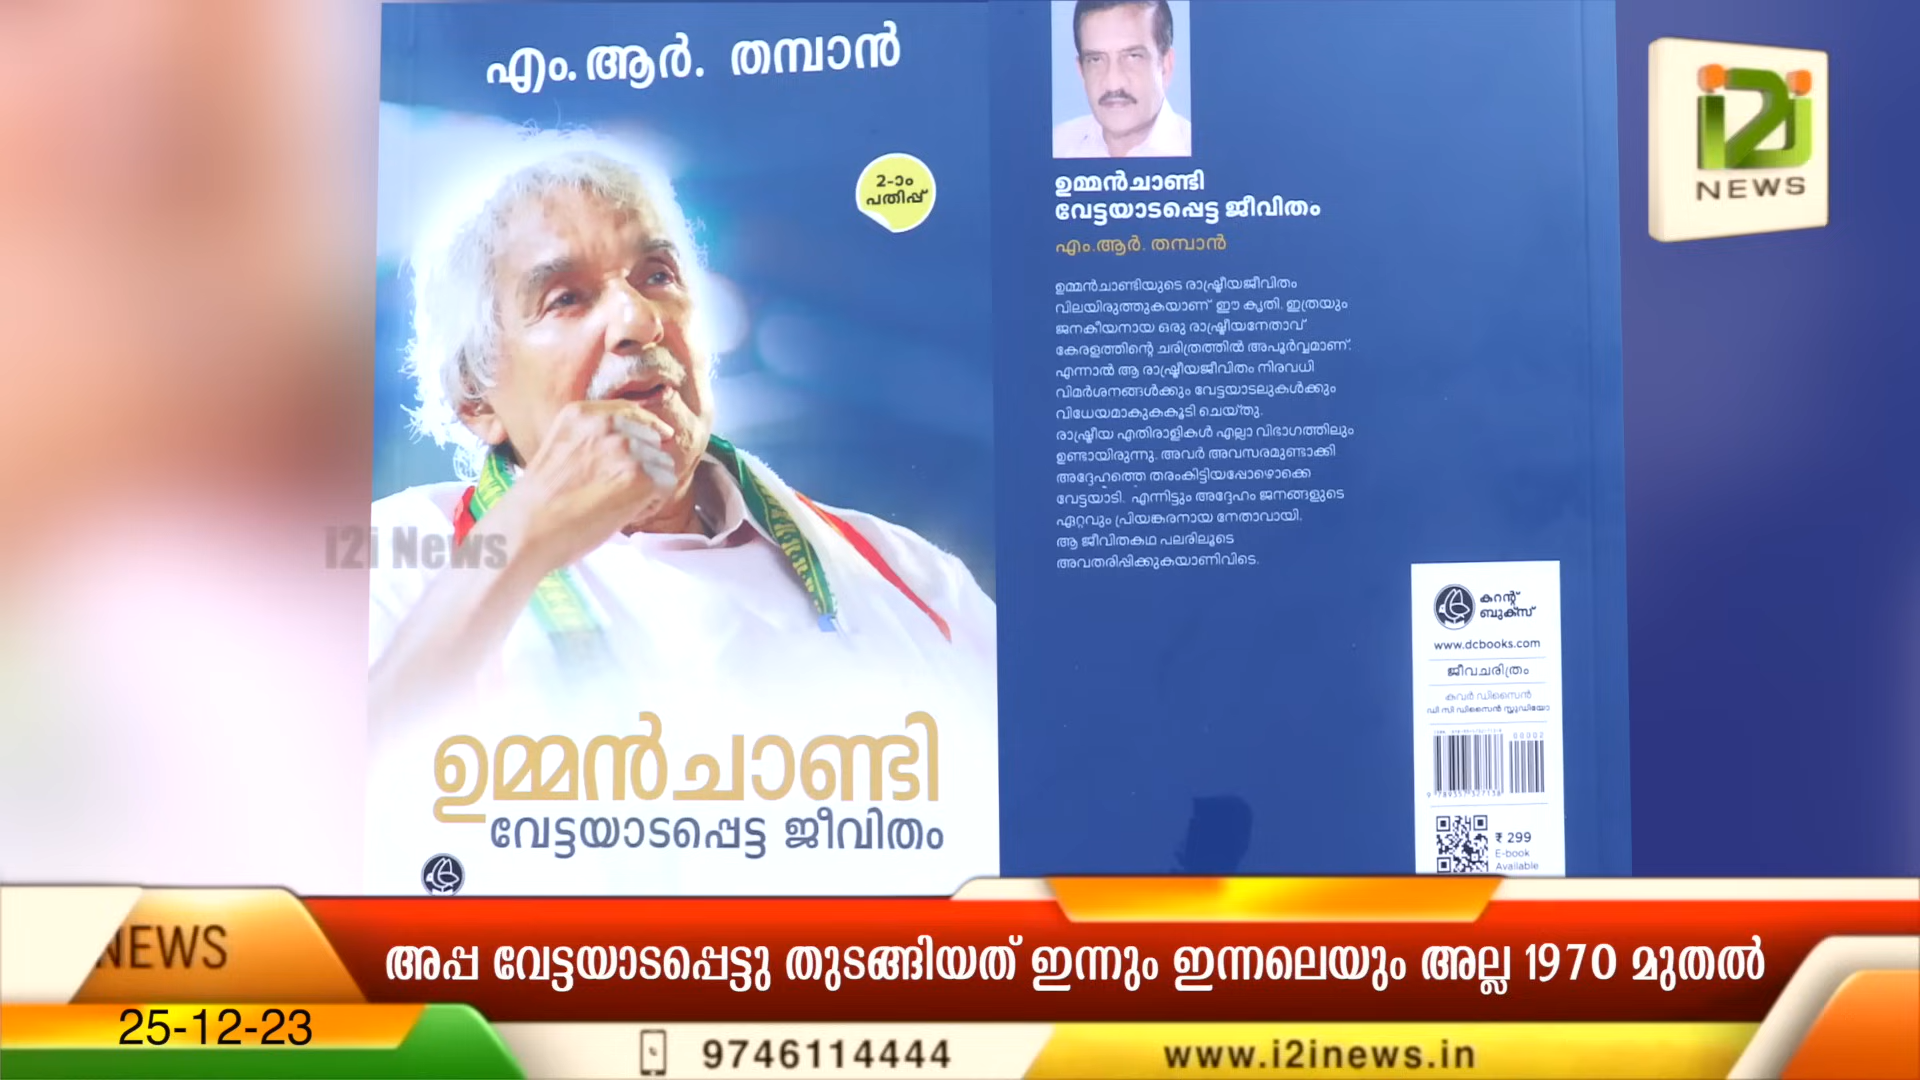 എം.ആർ. തമ്പാൻ
2-ാം
പതിപ്പ്
ഉമ്മൻചാണ്ടി
വേട്ടയാടപ്പെട്ട ജീവിതം
ഉമ്മൻചാണ്ടി
വേട്ടയാടപ്പെട്ട ജീവിതം
എം.ആർ. തമ്പാൻ
ഉമ്മൻചാണ്ടിയുടെ രാഷ്ട്രീയജീവിതം
വിലയിരുത്തുകയാണ് ഈ കൃതി. ഇത്രയും
ജനകീയനായ ഒരു രാഷ്ട്രീയനേതാവ്
കേരളത്തിന്റെ ചരിത്രത്തിൽ അപൂർവ്വമാണ്.
എന്നാൽ ആ രാഷ്ട്രീയജീവിതം നിരവധി
വിമർശനങ്ങൾക്കും വേട്ടയാടലുകൾക്കും
വിധേയമാകുകകൂടി ചെയ്തു.
രാഷ്ട്രീയ എതിരാളികൾ എല്ലാ വിഭാഗത്തിലും
ഉണ്ടായിരുന്നു. അവർ അവസരമുണ്ടാക്കി
അദ്ദേഹത്തെ തരംകിട്ടിയപ്പോഴൊക്കെ
വേട്ടയാടി. എന്നിട്ടും അദ്ദേഹം ജനങ്ങളുടെ
ഏറ്റവും പ്രിയങ്കരനായ നേതാവായി.
ആ ജീവിതകഥ പലരിലൂടെ
അവതരിപ്പിക്കുകയാണിവിടെ.
കറന്റ്
ബുക്സ്
www.dcbooks.com
ജീവചരിത്രം
കവർ ഡിസൈൻ
ഡി സി ഡിസൈൻ സ്റ്റുഡിയോ
00002
9 789357 327138
₹ 299
E-book
Available
i2i
NEWS
i2i News
NEWS
അപ്പ വേട്ടയാടപ്പെട്ടു തുടങ്ങിയത് ഇന്നും ഇന്നലെയും അല്ല 1970 മുതൽ
25-12-23
9746114444
www.i2inews.in